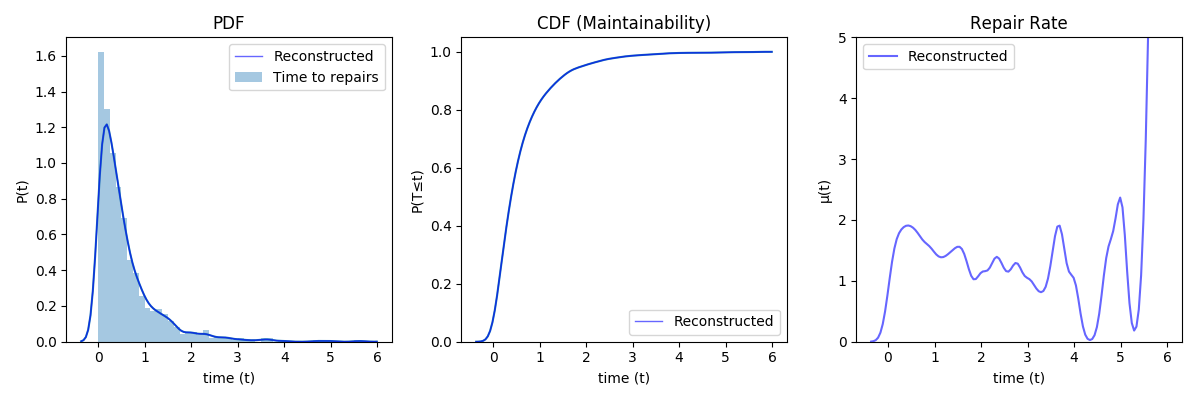 PDF
P(t)
1.6
1.4
1.2
1.0
0.8
0.6
0.4
0.2
0.0
Reconstructed
Time to repairs
0 1 2 3 4 5 6
time (t)
CDF (Maintainability)
P(T≤t)
1.0
0.8
0.6
0.4
0.2
0.0
Reconstructed
0 1 2 3 4 5 6
time (t)
Repair Rate
μ(t)
5
4
3
2
1
0
Reconstructed
0 1 2 3 4 5 6
time (t)